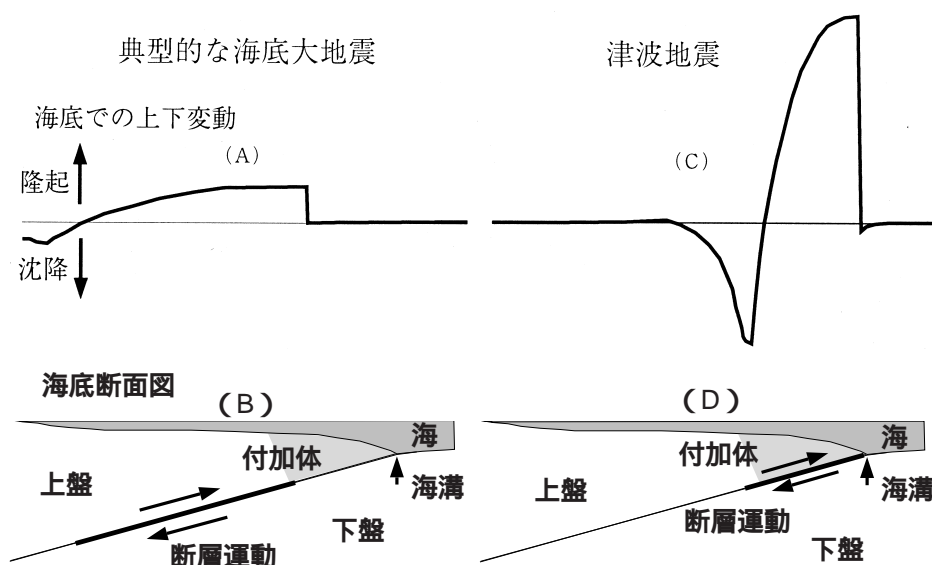 典型的な海底大地震
津波地震
海底での上下変動
(A)
(C)
隆起
沈降
海底断面図
(B)
(D)
海
付加体
上盤
海溝
下盤
断層運動
海
付加体
上盤
海溝
断層運動
下盤